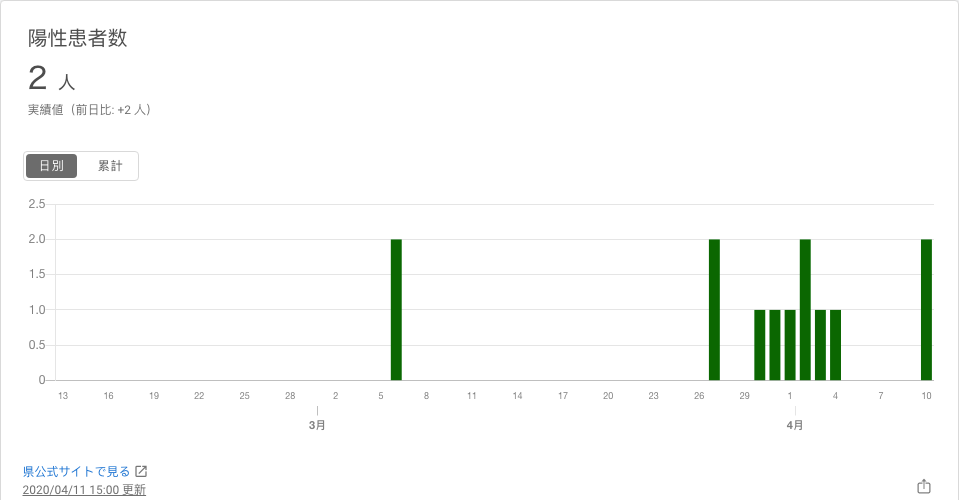 陽性患者数
2 人
実績値（前日比: +2 人）
日別 累計
2.5
2.0
1.5
1.0
0.5
0
13 16 19 22 25 28 2 5 8 11 14 17 20 23 26 29 1 4 7 10
3月 4月
県公式サイトで見る
2020/04/11 15:00 更新